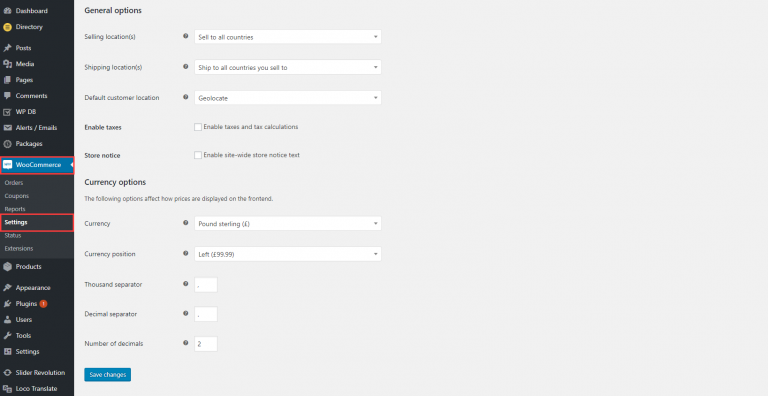 Dashboard
Directory
Posts
Media
Pages
Comments
WP DB
Alerts / Emails
Packages
WooCommerce
Orders
Coupons
Reports
Settings
Status
Extensions
Products
Appearance
Plugins 1
Users
Tools
Settings
Slider Revolution
Loco Translate
General options
Selling location(s) Sell to all countries
Shipping location(s) Ship to all countries you sell to
Default customer location Geolocate
Enable taxes Enable taxes and tax calculations
Store notice Enable site-wide store notice text
Currency options
The following options affect how prices are displayed on the frontend.
Currency Pound sterling (£)
Currency position Left (£99.99)
Thousand separator
Decimal separator .
Number of decimals 2
Save changes